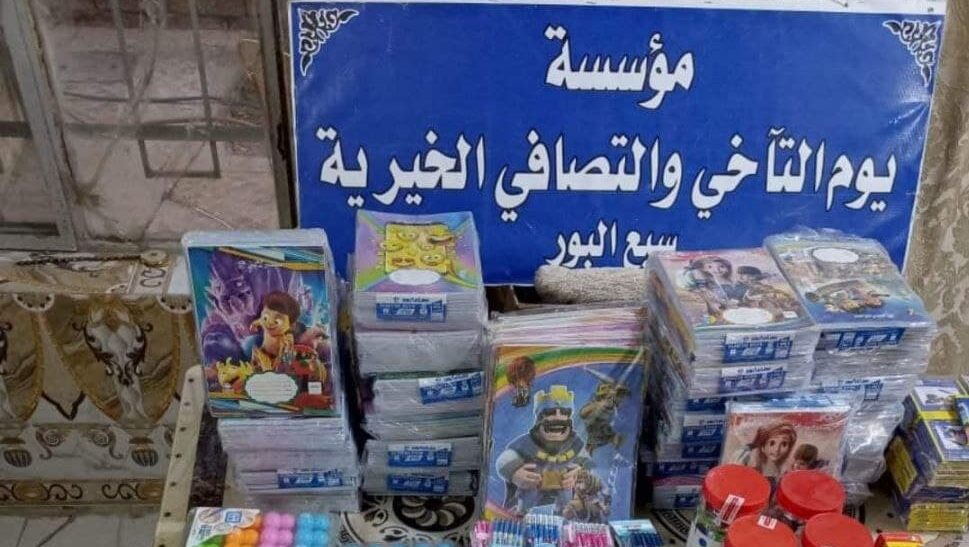 مؤسسة
يوم التآخي والتصافي الخيرية
سبع البور